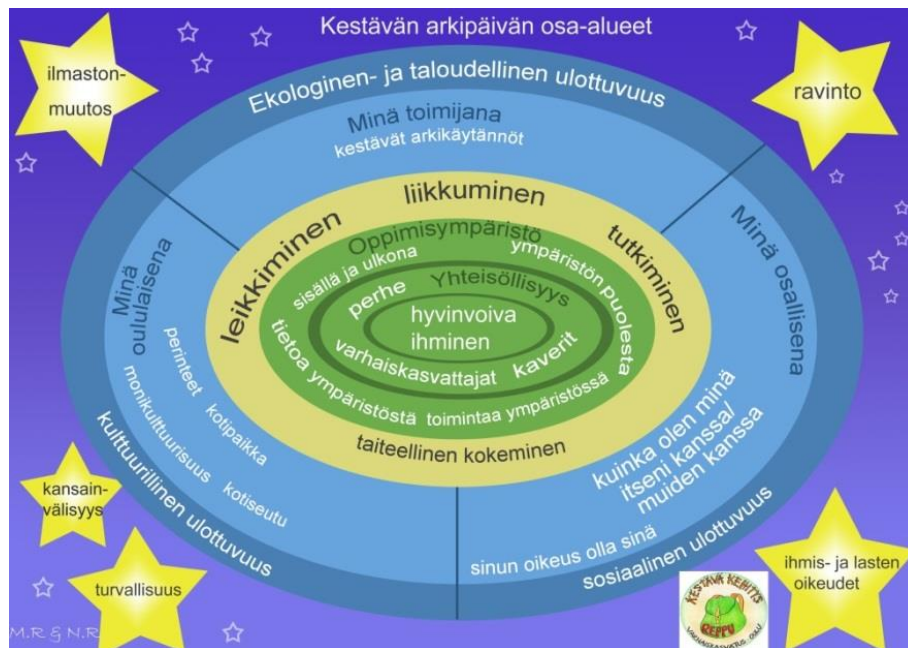 Kestävän arkipäivän osa-alueet
ilmaston-
muutos
ravinto
Ekologinen- ja taloudellinen ulottuvuus
Minä toimijana
kestävät arkikäytännöt
leikkiminen
liikkuminen
tutkiminen
Oppimisympäristö
sisällä ja ulkona
ympäristön puolesta
Yhteisöllisyys
perhe
hyvinvoiva
ihminen
varhaiskasvattajat
kaverit
tietoa ympäristöstä
toimintaa ympäristössä
taiteellinen kokeminen
Minä
oululaisena
perinteet
kotipaikka
monikulttuurisuus
kotiseutu
kulttuurillinen ulottuvuus
Minä osallisena
kuinka olen minä
itseni kanssa/
muiden kanssa
sinun oikeus olla sinä
sosiaalinen ulottuvuus
kansain-
välisyys
turvallisuus
ihmis- ja lasten
oikeudet
KESTÄVÄ KEHITYS
REPPU
M.R & N.R